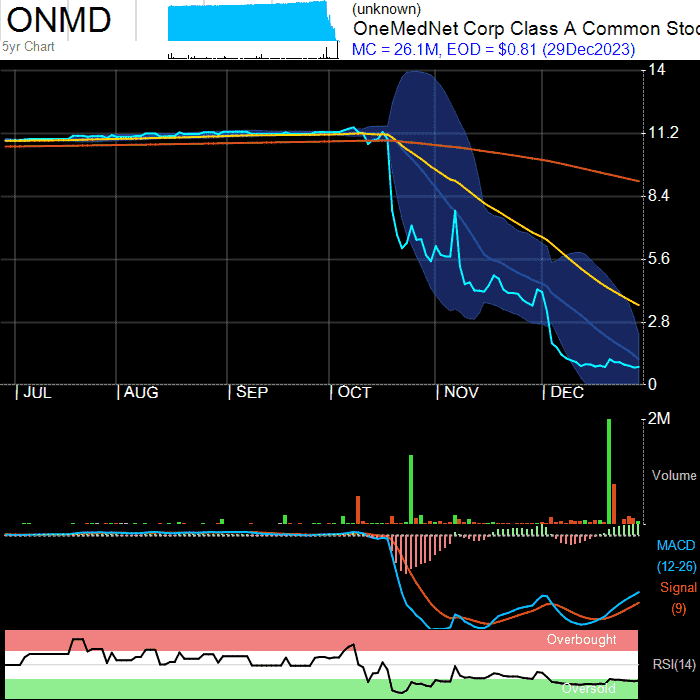 ONMD
5yr Chart
(unknown)
OneMedNet Corp Class A Common Stoc
MC = 26.1M, EOD = $0.81 (29Dec2023)
14
11.2
8.4
5.6
2.8
0
JUL AUG SEP OCT NOV DEC
2M
Volume
MACD
(12-26)
Signal
(9)
Overbought
RSI(14)
Oversold